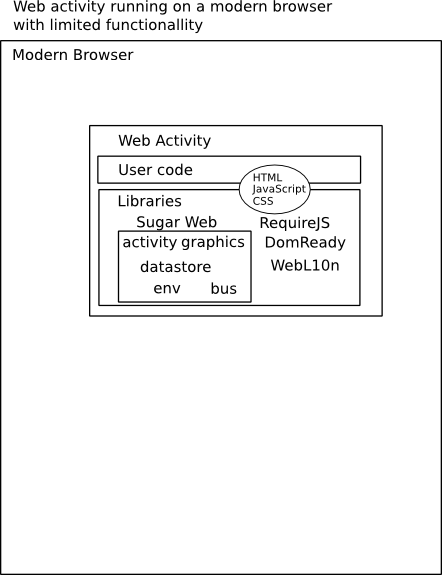 Web activity running on a modern browser
with limited functionallity
Modern Browser
Web Activity
User code
HTML
JavaScript
CSS
Libraries
Sugar Web
RequireJS
activity graphics
DomReady
datastore
WebL10n
env bus